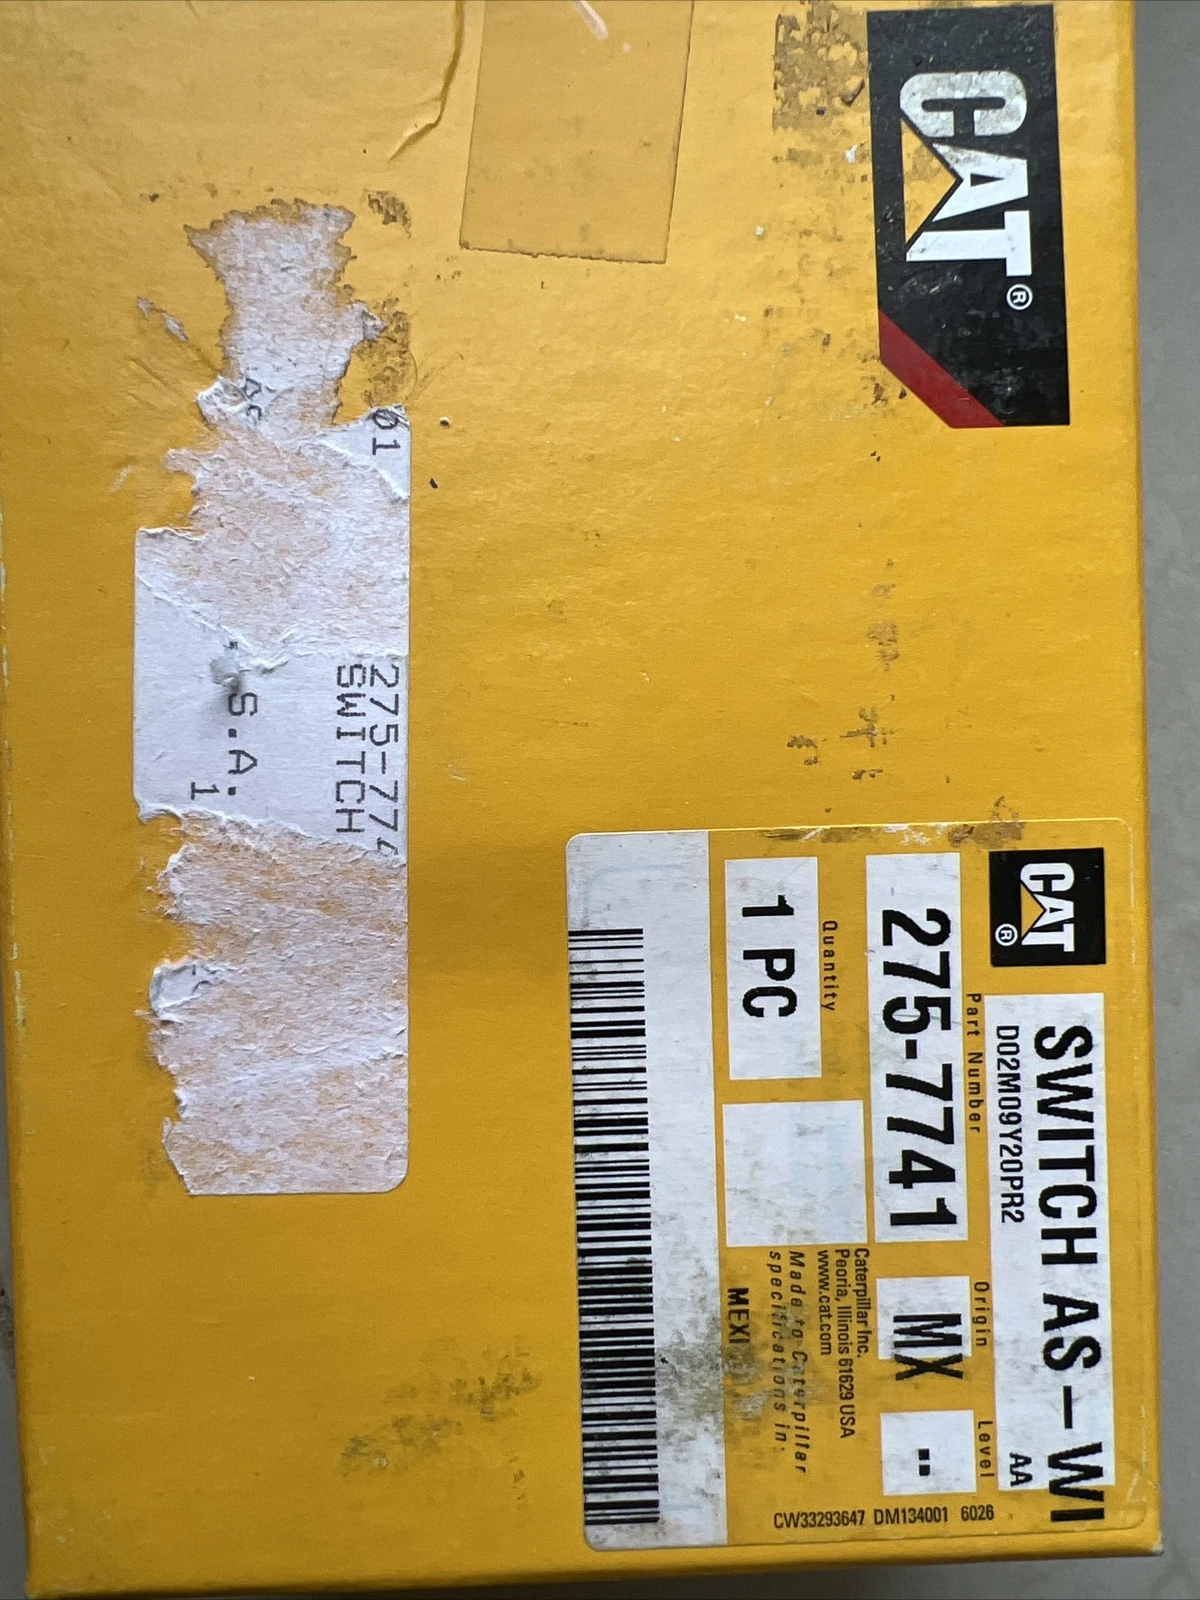 CAT®
CAT®
SWITCH AS-WI
D02M09Y20PR2
AA
Part Number
Origin
Level
275-7741
MX
--
Quantity
1 PC
Caterpillar Inc.
Peoria, Illinois 61629 USA
www.cat.com
Made to Caterpillar
specifications in:
MEXI
CW33293647 DM134001 6026
01
275-774
SWITCH
S.A.
1